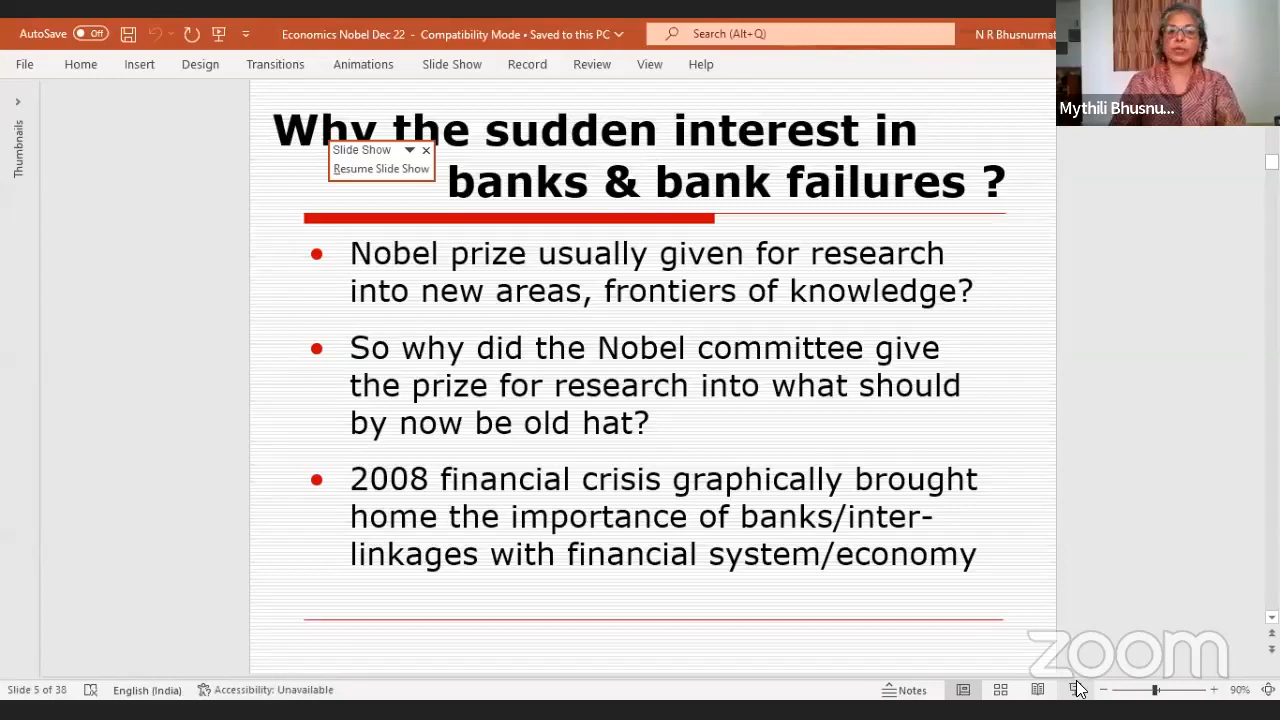 AutoSave Off Economics Nobel Dec 22 - Compatibility Mode • Saved to this PC Search (Alt+Q) N R Bhusnurmat
File Home Insert Design Transitions Animations Slide Show Record Review View Help
Mythili Bhusnu...
Thumbnails
Why the sudden interest in
Slide Show
Resume Slide Show
banks & bank failures ?
Nobel prize usually given for research
into new areas, frontiers of knowledge?
So why did the Nobel committee give
the prize for research into what should
by now be old hat?
2008 financial crisis graphically brought
home the importance of banks/inter-
linkages with financial system/economy
zoom
Slide 5 of 38 English (India) Accessibility: Unavailable Notes 90%